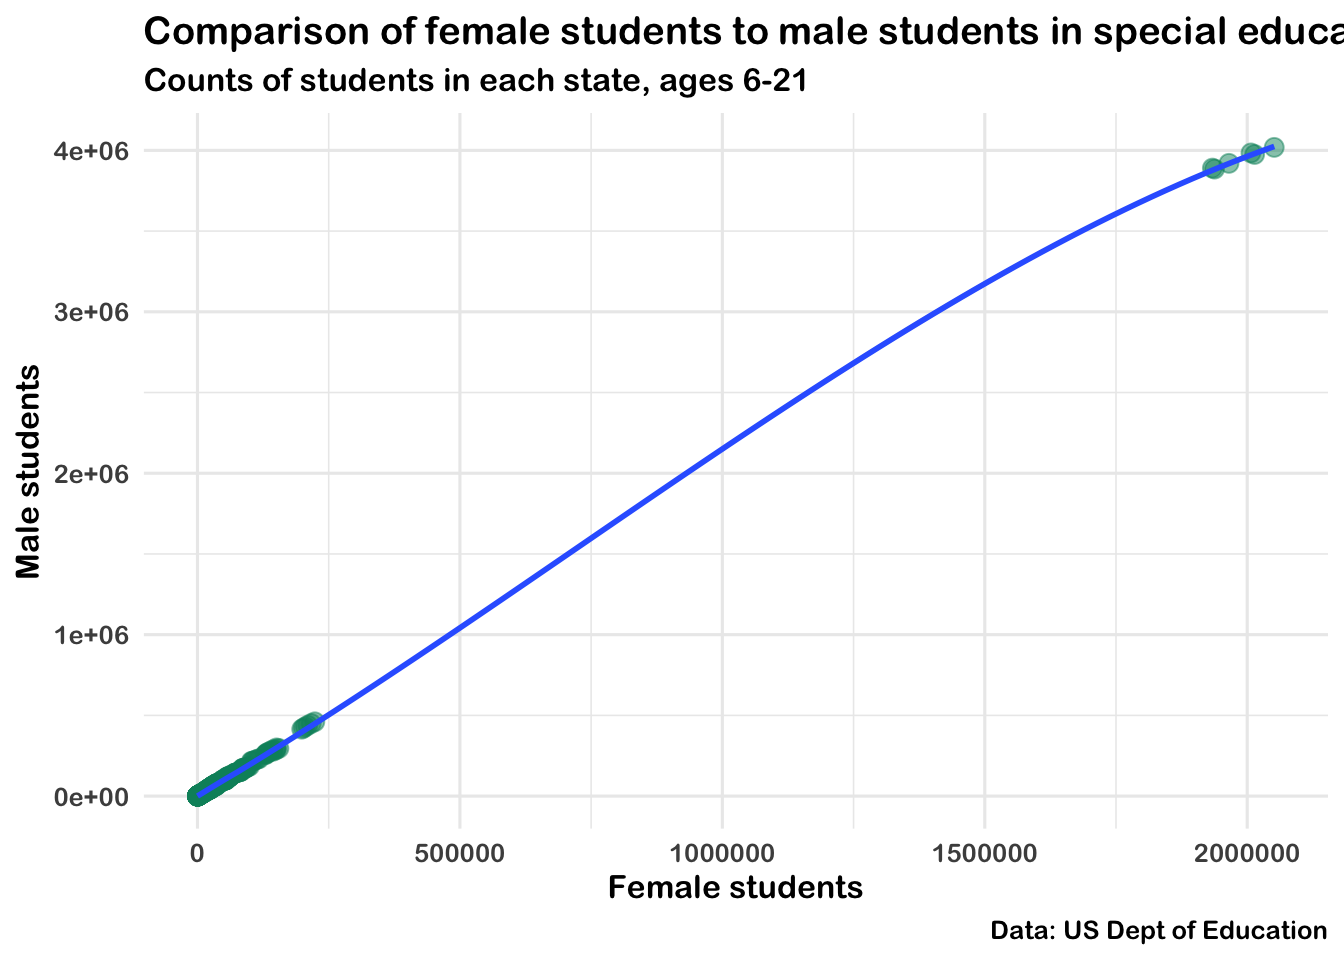 Comparison of female students to male students in special educa
Counts of students in each state, ages 6-21
4e+06
3e+06
2e+06
1e+06
0e+00
Male students
0 500000 1000000 1500000 2000000
Female students
Data: US Dept of Education